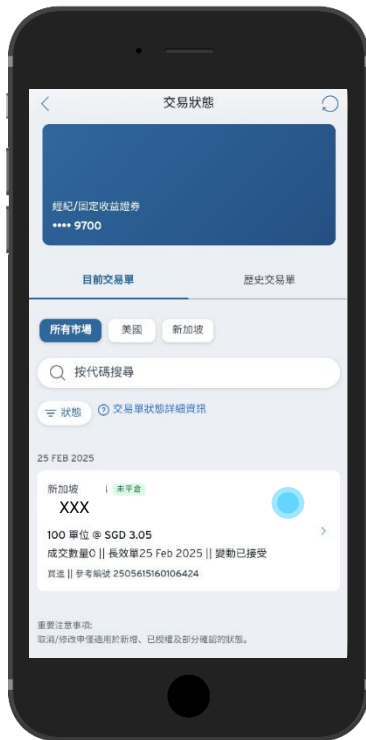 交易狀態
經紀/固定收益證券
•••• 9700
目前交易單
歷史交易單
所有市場
美國
新加坡
按代碼搜尋
狀態
交易單狀態詳細資訊
25 FEB 2025
新加坡 | 未平倉
XXX
100 單位 @ SGD 3.05
成交數量0 || 長效單25 Feb 2025 || 變動已接受
買進 || 參考編號 2505615160106424
重要注意事項:
取消/修改申僅適用於新增、已授權及部分確認的狀態。